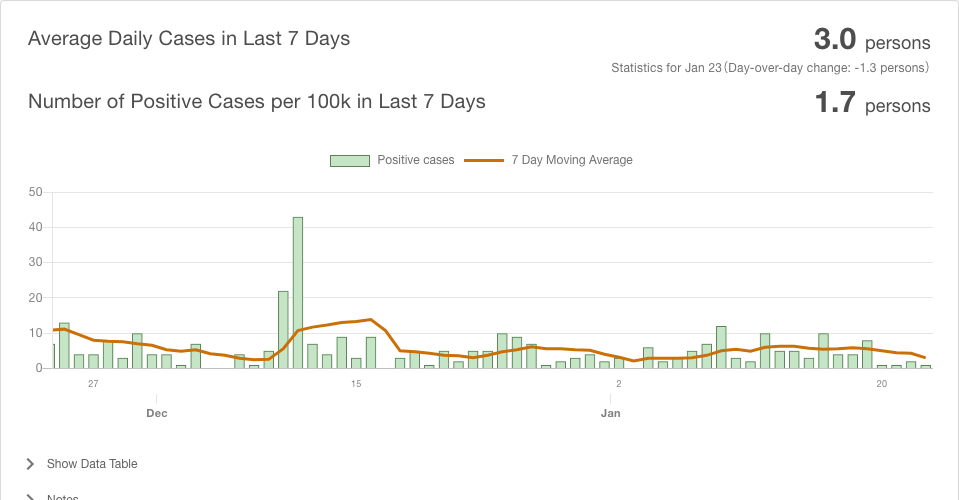 Average Daily Cases in Last 7 Days
3.0 persons
Statistics for Jan 23(Day-over-day change: -1.3 persons)
Number of Positive Cases per 100k in Last 7 Days
1.7 persons
Positive cases
7 Day Moving Average
50
40
30
20
10
0
27
15
2
20
Dec
Jan
Show Data Table
Notes